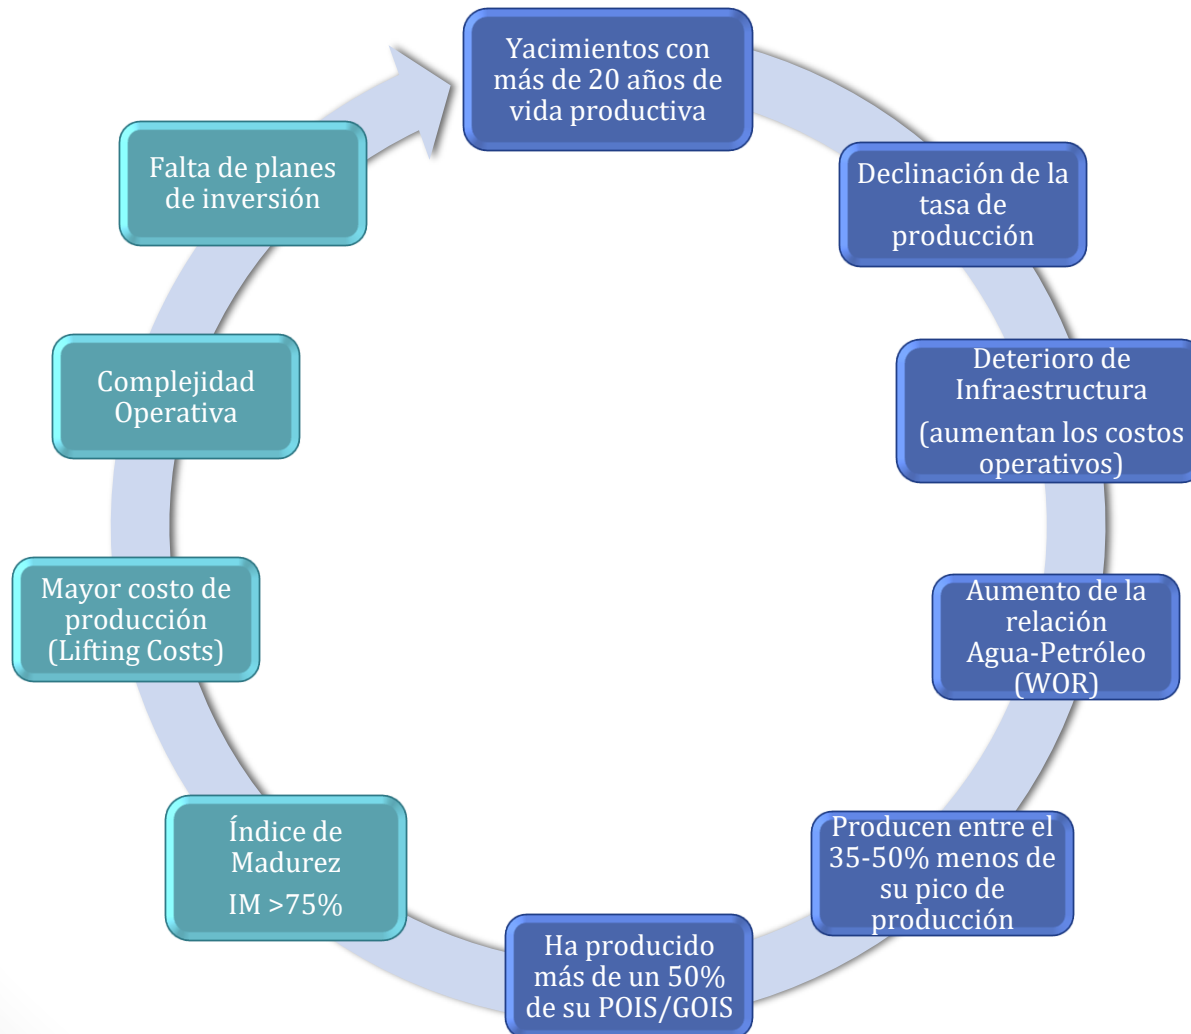 Yacimientos con
más de 20 años de
vida productiva
Declinación de la
tasa de
producción
Deterioro de
Infraestructura
(aumentan los costos
operativos)
Aumento de la
relación
Agua-Petróleo
(WOR)
Producen entre el
35-50% menos de
su pico de
producción
Ha producido
más de un 50%
de su POIS/GOIS
Índice de
Madurez
IM >75%
Mayor costo de
producción
(Lifting Costs)
Complejidad
Operativa
Falta de planes
de inversión